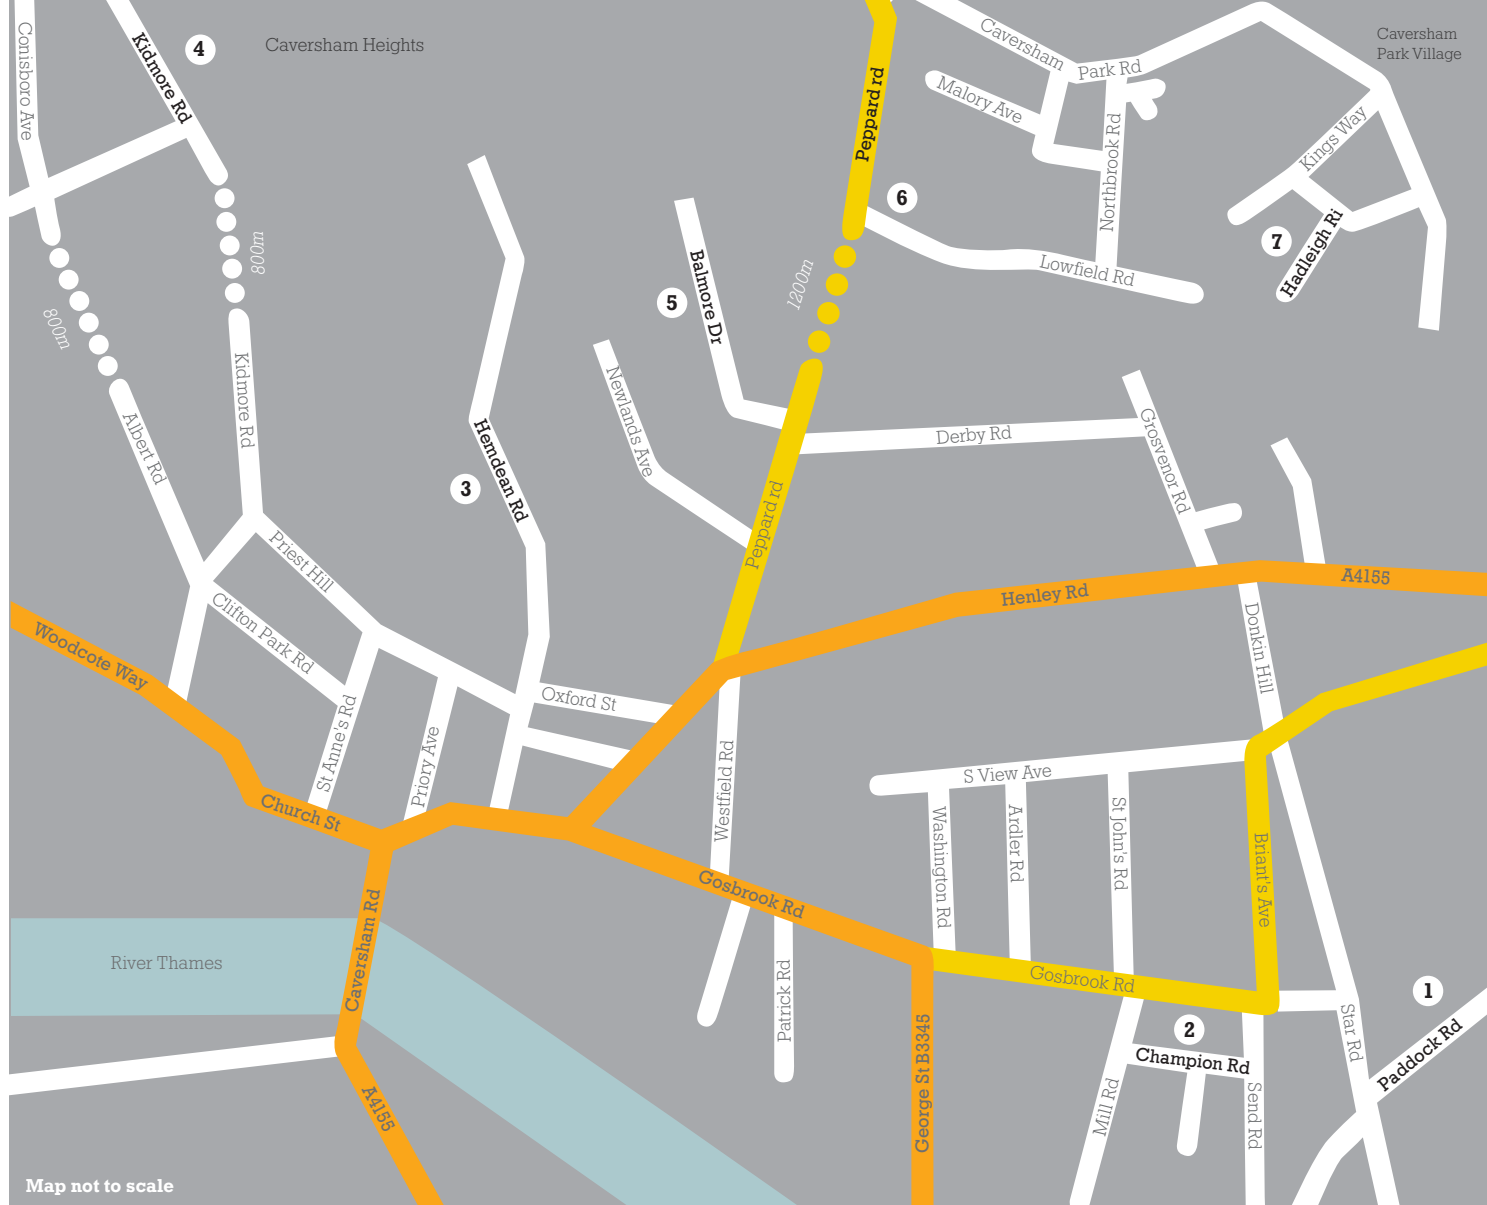 Conisboro Ave
Kidmore Rd
4
Caversham Heights
Peppard rd
Caversham
Park Rd
Caversham
Park Village
Malory Ave
Northbrook Rd
Kings Way
6
7
Hadleigh Ri
Lowfield Rd
800m
800m
1200m
5
Balmore Dr
Newlands Ave
Kidmore Rd
Albert Rd
Hemdean Rd
3
Derby Rd
Grosvenor Rd
Peppard rd
Priest Hill
Clifton Park Rd
Henley Rd
A4155
Woodcote Way
Donkin Hill
St Anne's Rd
Priory Ave
Oxford St
Westfield Rd
Church St
S View Ave
Washington Rd
Ardler Rd
St John's Rd
Briant's Ave
Gosbrook Rd
Caversham Rd
River Thames
Patrick Rd
Gosbrook Rd
1
2
Star Rd
Paddock Rd
Champion Rd
George St B3345
Mill Rd
Send Rd
A4155
Map not to scale